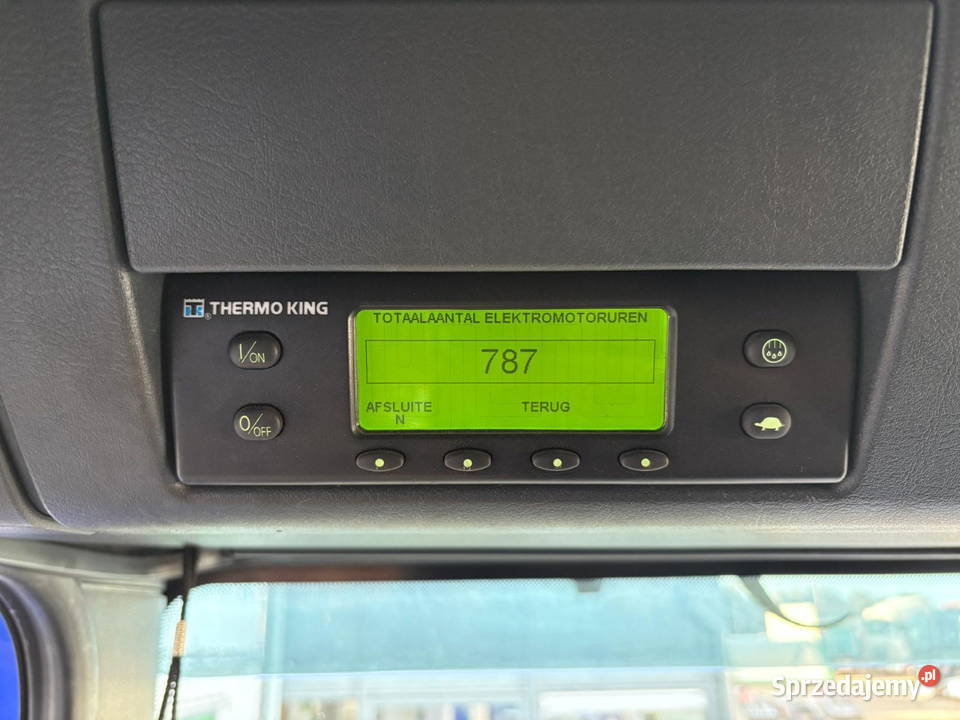 THERMO KING
TOTAALAANTAL ELEKTROMOTORUREN
I/ON
787
O/OFF
AFSLUITE
N
TERUG
Sprzedajemy.pl